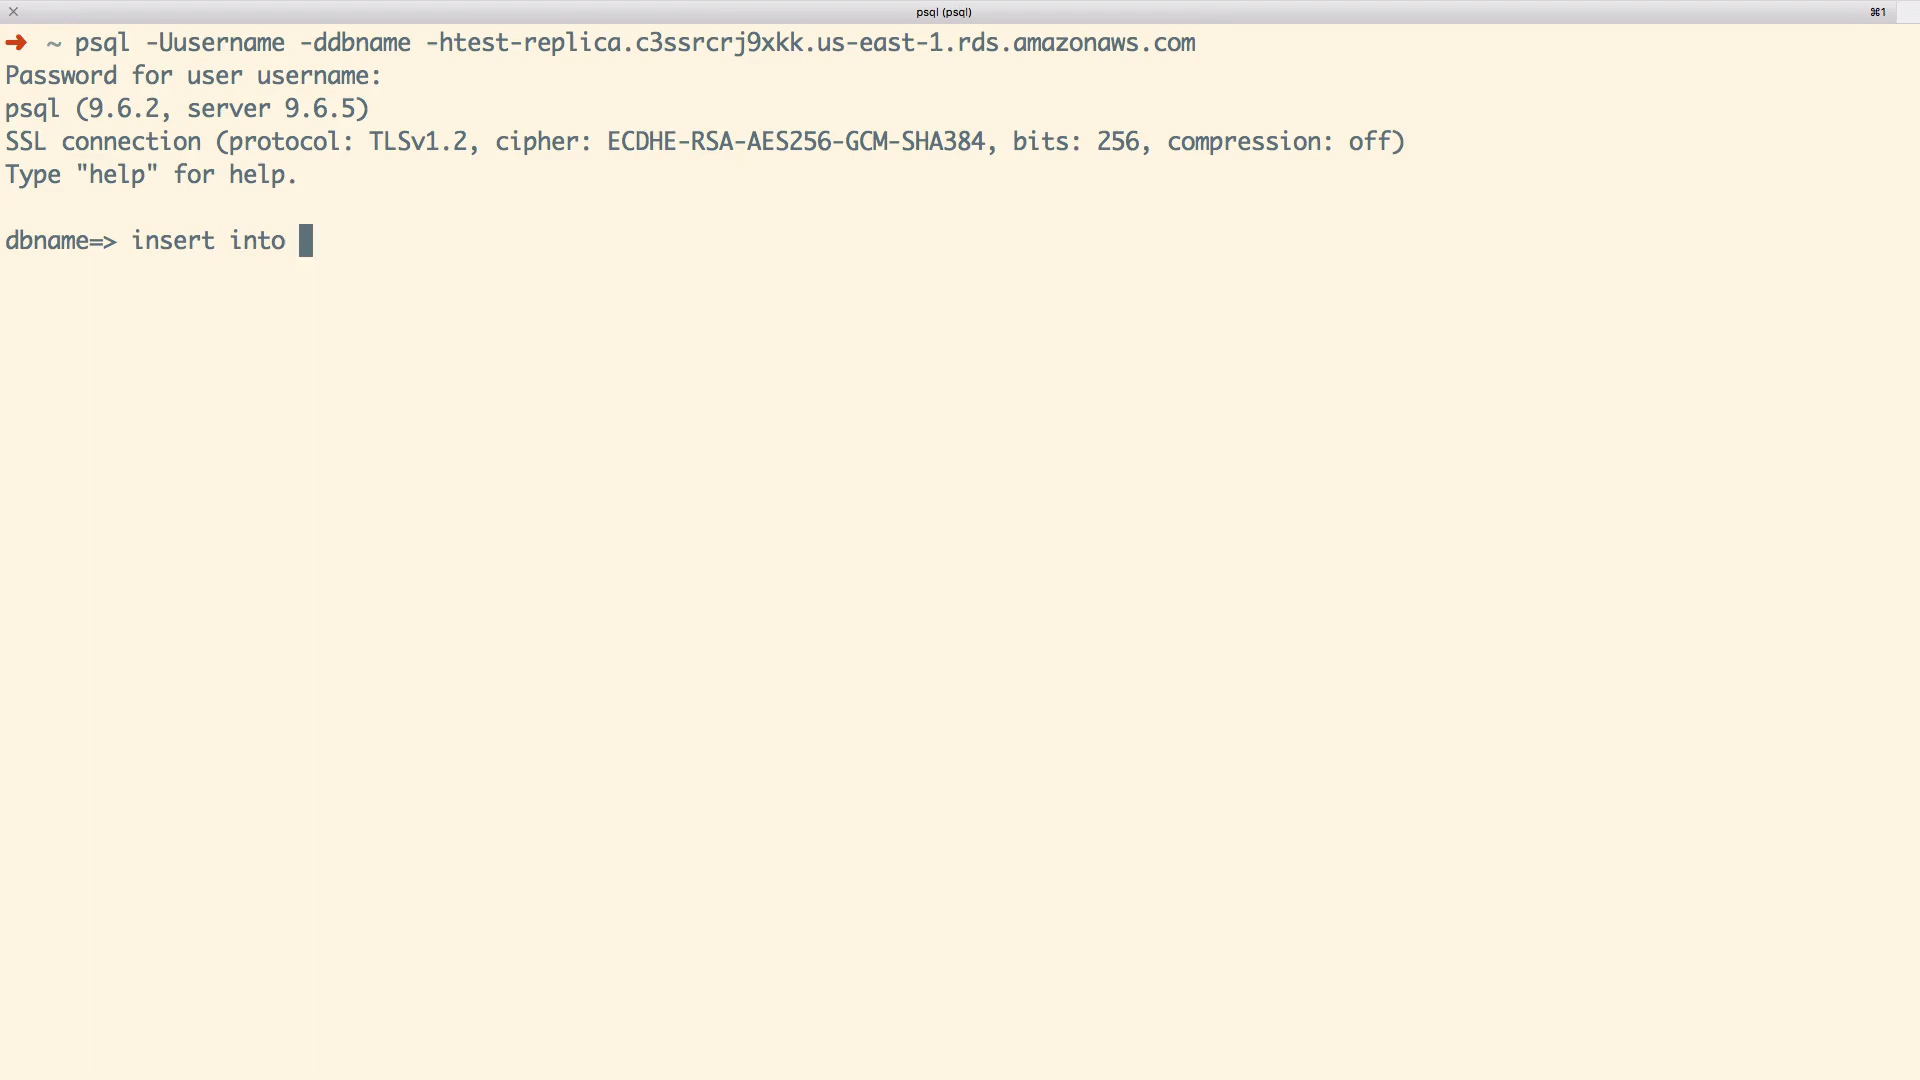 psql (psql)
⌘1
➜ ~ psql -Uusername -ddbname -htest-replica.c3ssrcrj9xkk.us-east-1.rds.amazonaws.com
Password for user username:
psql (9.6.2, server 9.6.5)
SSL connection (protocol: TLSv1.2, cipher: ECDHE-RSA-AES256-GCM-SHA384, bits: 256, compression: off)
Type "help" for help.
dbname=> insert into